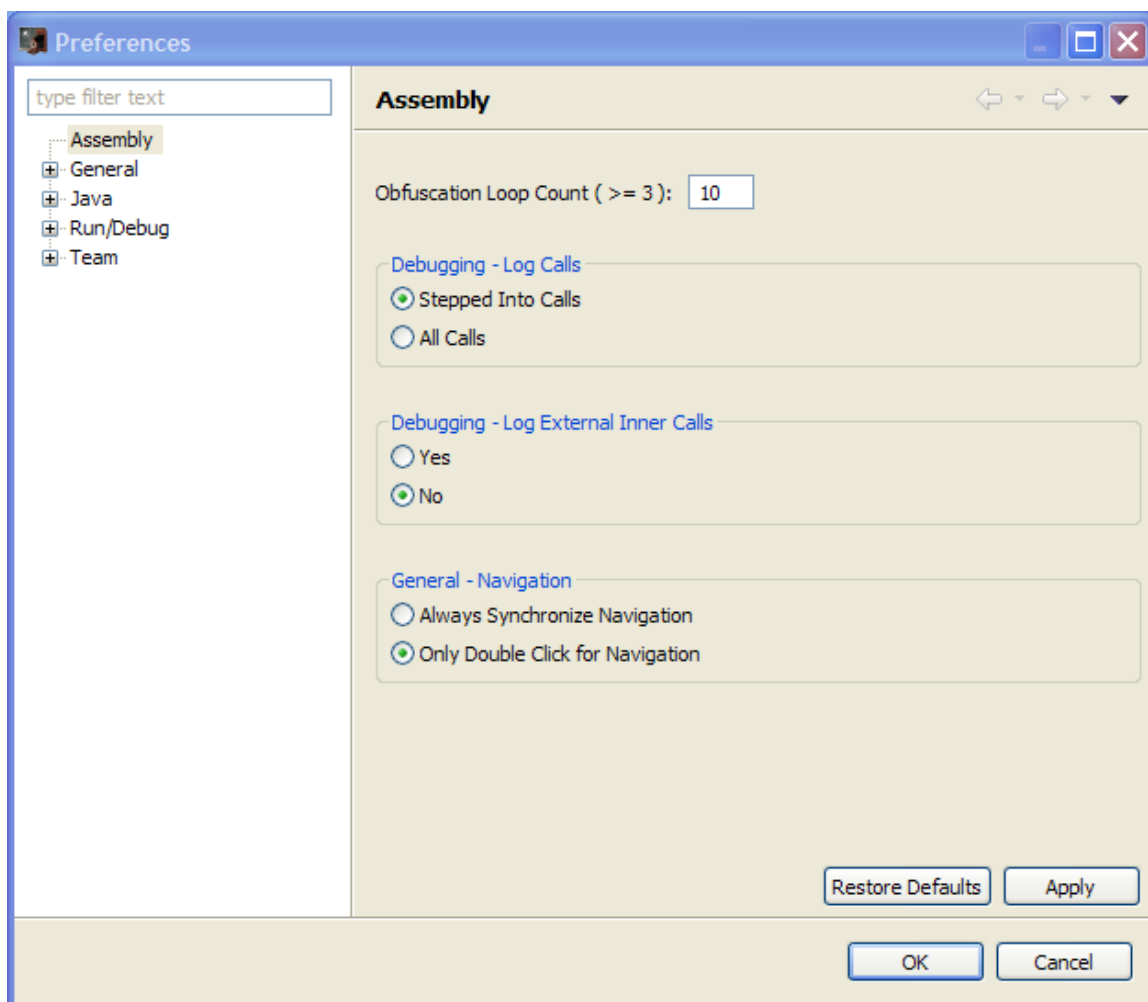 Preferences
type filter text
Assembly
General
Java
Run/Debug
Team
Assembly
Obfuscation Loop Count ( >= 3 ): 10
Debugging - Log Calls
Stepped Into Calls
All Calls
Debugging - Log External Inner Calls
Yes
No
General - Navigation
Always Synchronize Navigation
Only Double Click for Navigation
Restore Defaults Apply
OK Cancel